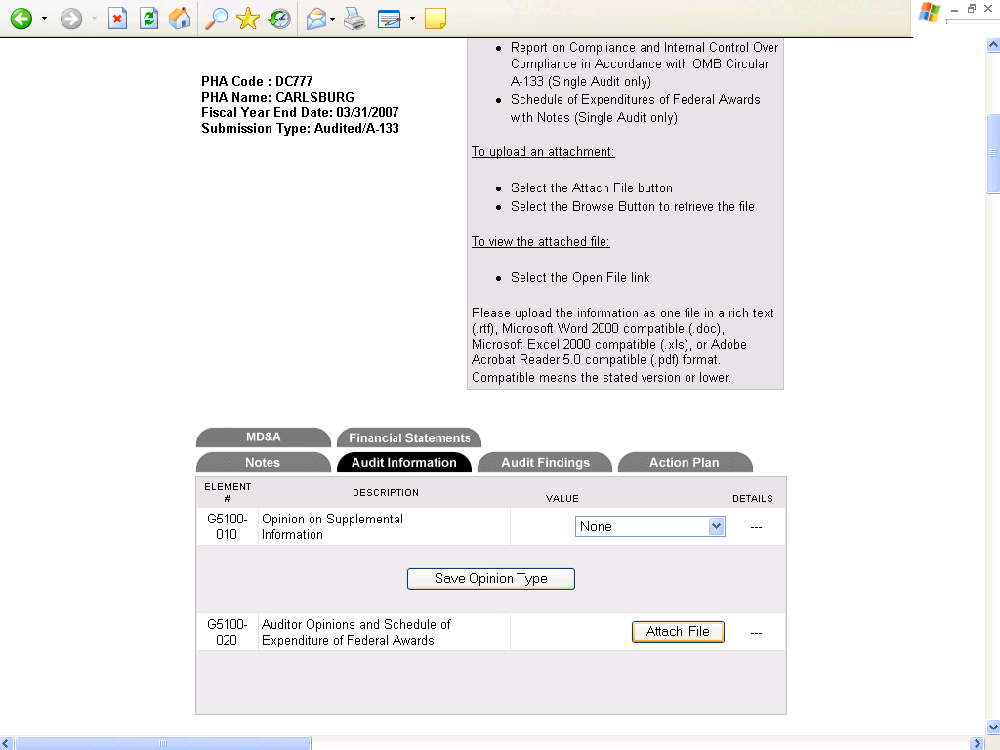 Report on Compliance and Internal Control Over
Compliance in Accordance with OMB Circular
A-133 (Single Audit only)
Schedule of Expenditures of Federal Awards
with Notes (Single Audit only)
PHA Code : DC777
PHA Name: CARLSBURG
Fiscal Year End Date: 03/31/2007
Submission Type: Audited/A-133
To upload an attachment:
Select the Attach File button
Select the Browse Button to retrieve the file
To view the attached file:
Select the Open File link
Please upload the information as one file in a rich text
(.rtf), Microsoft Word 2000 compatible (.doc),
Microsoft Excel 2000 compatible (.xls), or Adobe
Acrobat Reader 5.0 compatible (.pdf) format.
Compatible means the stated version or lower.
MD&A Financial Statements
Notes Audit Information Audit Findings Action Plan
ELEMENT
# DESCRIPTION VALUE DETAILS
G5100-
010
Opinion on Supplemental
Information
None
---
Save Opinion Type
G5100-
020
Auditor Opinions and Schedule of
Expenditure of Federal Awards
Attach File
---